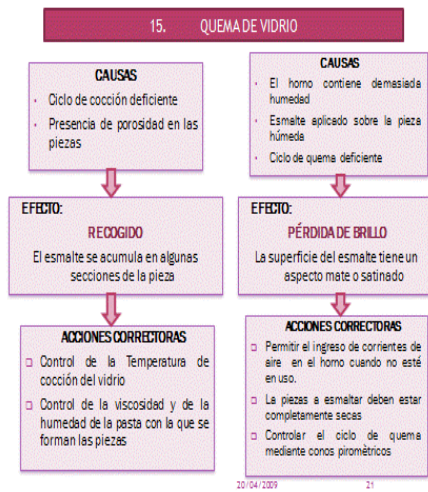 15. QUEMA DE VIDRIO
CAUSAS
• Ciclo de cocción deficiente
• Presencia de porosidad en las
piezas
EFECTO:
RECOGIDO
El esmalte se acumula en algunas
secciones de la pieza
ACCIONES CORRECTORAS
□ Control de la Temperatura de
cocción del vidrio
□ Control de la viscosidad y de la
humedad de la pasta con la que se
forman las piezas
CAUSAS
• El horno contiene demasiada
humedad
• Esmalte aplicado sobre la pieza
húmeda
• Ciclo de quema deficiente
EFECTO:
PÉRDIDA DE BRILLO
La superficie del esmalte tiene un
aspecto mate o satinado
ACCIONES CORRECTORAS
□ Permitir el ingreso de corrientes de
aire en el horno cuando no esté
en uso.
□ La piezas a esmaltar deben estar
completamente secas
□ Controlar el ciclo de quema
mediante conos pirométricos
20/04/2009 21